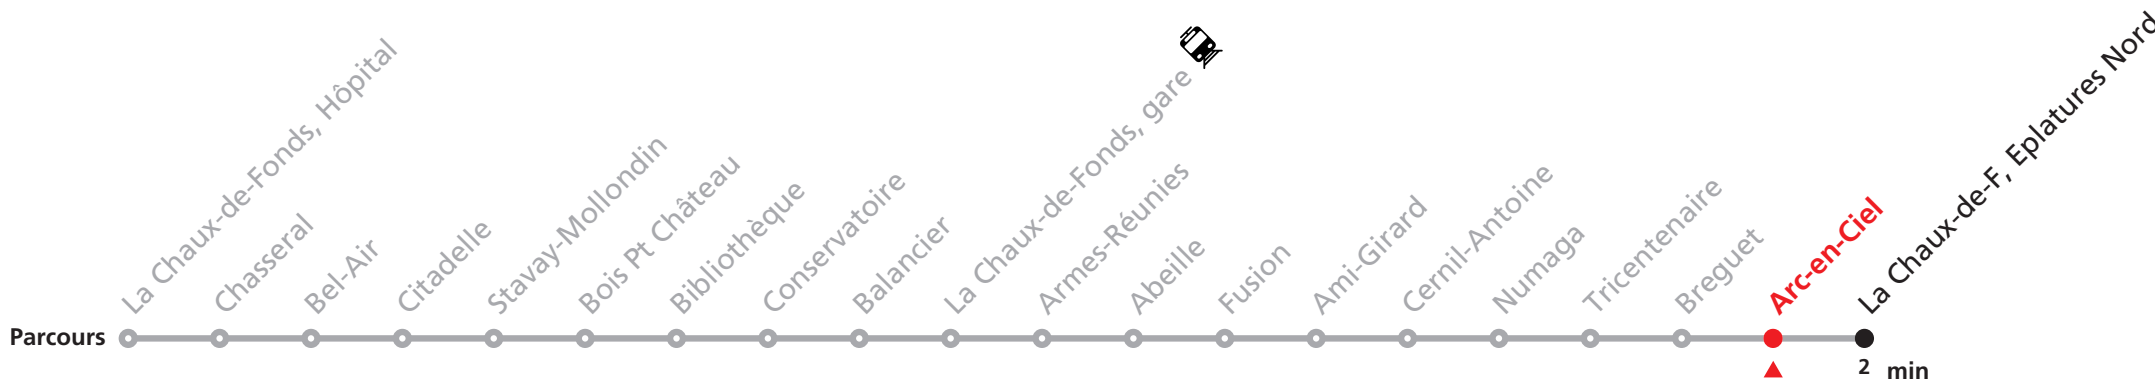 La Chaux-de-Fonds, Hôpital
Chasseral
Bel-Air
Citadelle
Stavay-Mollondin
Bois Pt Château
Bibliothèque
Conservatoire
Balancier
La Chaux-de-Fonds, gare
Armes-Réunies
Abeille
Fusion
Ami-Girard
Cernil-Antoine
Numaga
Tricentenaire
Breguet
Arc-en-Ciel
La Chaux-de-F, Eplatures Nord
Parcours
2 min